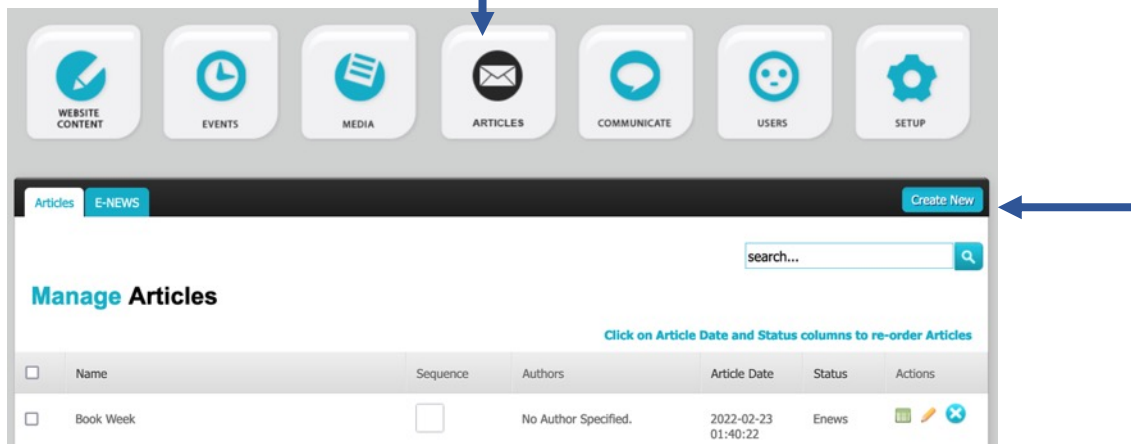 WEBSITE
CONTENT
EVENTS
MEDIA
ARTICLES
COMMUNICATE
USERS
SETUP
Articles
E-NEWS
Create New
search...
Manage Articles
Click on Article Date and Status columns to re-order Articles
Name Sequence Authors Article Date Status Actions
Book Week No Author Specified. 2022-02-23 Enews
01:40:22